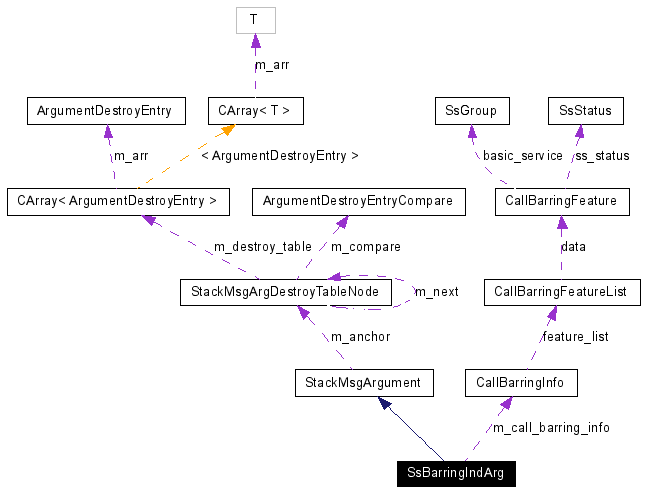 T
m_arr
ArgumentDestroyEntry
CArray< T >
SsGroup
SsStatus
m_arr
< ArgumentDestroyEntry >
basic_service
ss_status
CArray< ArgumentDestroyEntry >
ArgumentDestroyEntryCompare
CallBarringFeature
m_destroy_table
m_compare
data
StackMsgArgDestroyTableNode
m_next
CallBarringFeatureList
m_anchor
feature_list
StackMsgArgument
CallBarringInfo
m_call_barring_info
SsBarringIndArg